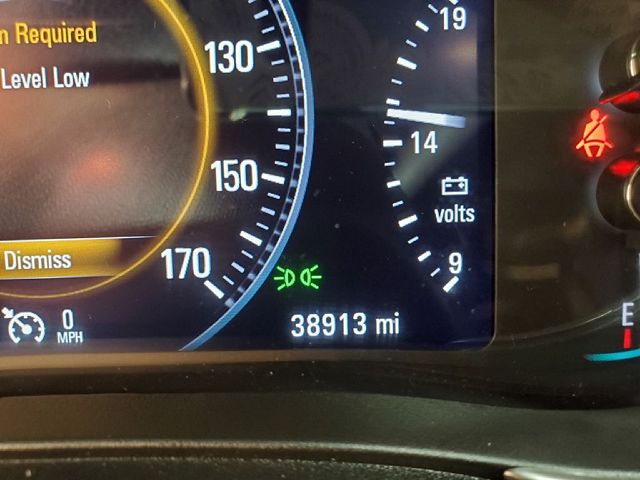 Required
Level Low
Dismiss
0
MPH
130
150
170
38913 mi
19
14
volts
9
E